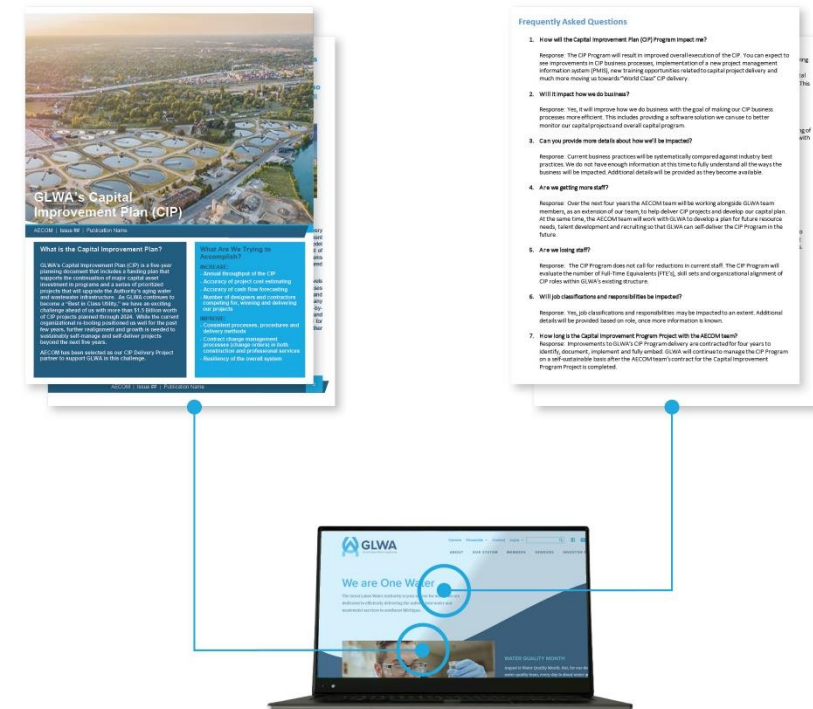 GLWA's Capital
Improvement Plan (CIP)
AECOM | Issue ## | Publication Name
What is the Capital Improvement Plan?
GLWA's Capital Improvement Plan (CIP) is a five-year
planning document that includes a funding plan that
supports the continuation of major capital asset
investment in programs and a series of prioritized
projects that will upgrade the Authority's aging water
and wastewater infrastructure. As GLWA continues to
become a "Best in Class Utility," we have an exciting
challenge ahead of us with more than $1.5 Billion worth
of CIP projects planned through 2024. While the current
organizational re-tooling positioned us well for the past
few years, further realignment and growth is needed to
sustainably self-manage and self-deliver projects
beyond the next five years.
AECOM has been selected as our CIP Delivery Project
partner to support GLWA in this challenge.
What Are We Trying to
Accomplish?
INCREASE:
- Annual throughput of the CIP
- Accuracy of project cost estimating
- Accuracy of cash flow forecasting
- Number of designers and contractors
competing for, winning and delivering
our projects
IMPROVE:
- Consistent processes, procedures and
delivery methods
- Contract change management
processes (change orders) in both
construction and professional services
- Resiliency of the overall system
AECOM | Issue ## | Publication Name
Frequently Asked Questions
1. How will the Capital Improvement Plan (CIP) Program impact me?
Response: The CIP Program will result in improved overall execution of the CIP. You can expect to
see improvements in CIP business processes, implementation of a new project management
information system (PMIS), new training opportunities related to capital project delivery and
much more moving us towards "World Class" CIP delivery.
2. Will it impact how we do business?
Response: Yes, it will improve how we do business with the goal of making our CIP business
processes more efficient. This includes providing a software solution we can use to better
monitor our capital projects and overall capital program.
3. Can you provide more details about how we'll be impacted?
Response: Current business practices will be systematically compared against industry best
practices. We do not have enough information at this time to fully understand all the ways the
business will be impacted. Additional details will be provided as they become available.
4. Are we getting more staff?
Response: Over the next four years the AECOM team will be working alongside GLWA team
members, as an extension of our team, to help deliver CIP projects and develop our capital plan.
At the same time, the AECOM team will work with GLWA to develop a plan for future resource
needs, talent development and recruiting so that GLWA can self-deliver the CIP Program in the
future.
5. Are we losing staff?
Response: The CIP Program does not call for reductions in current staff. The CIP Program will
evaluate the number of Full-Time Equivalents (FTE's), skill sets and organizational alignment of
CIP roles within GLWA's existing structure.
6. Will job classifications and responsibilities be impacted?
Response: Yes, job classifications and responsibilities may be impacted to an extent. Additional
details will be provided based on role, once more information is known.
7. How long is the Capital Improvement Program Project with the AECOM team?
Response: Improvements to GLWA's CIP Program delivery are contracted for four years to
identify, document, implement and fully embed. GLWA will continue to manage the CIP Program
on a self-sustainable basis after the AECOM team's contract for the Capital Improvement
Program Project is completed.
GLWA
ABOUT OUR SYSTEM MEMBERS VENDORS INVESTOR
We are One Water
WATER QUALITY MONTH